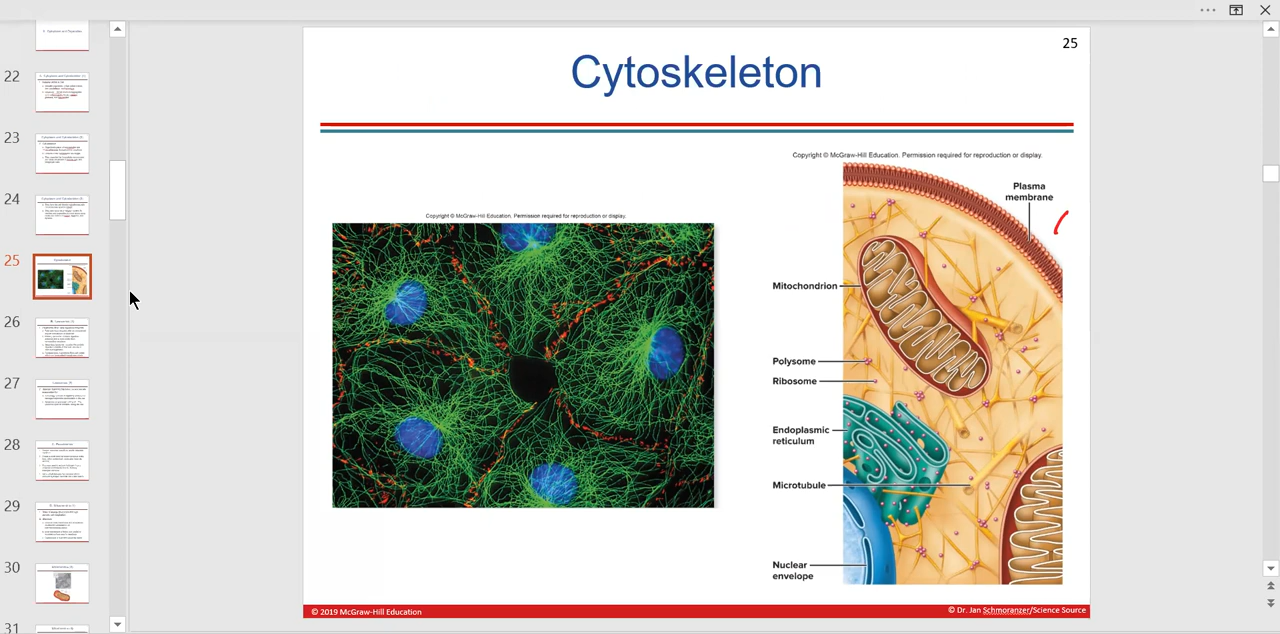 22
23
24
25
26
27
28
29
30
31
25
Cytoskeleton
Copyright © McGraw-Hill Education. Permission required for reproduction or display.
Copyright © McGraw-Hill Education. Permission required for reproduction or display.
Plasma
membrane
Mitochondrion
Polysome
Ribosome
Endoplasmic
reticulum
Microtubule
Nuclear
envelope
© 2019 McGraw-Hill Education
© Dr. Jan Schmoranzer/Science Source